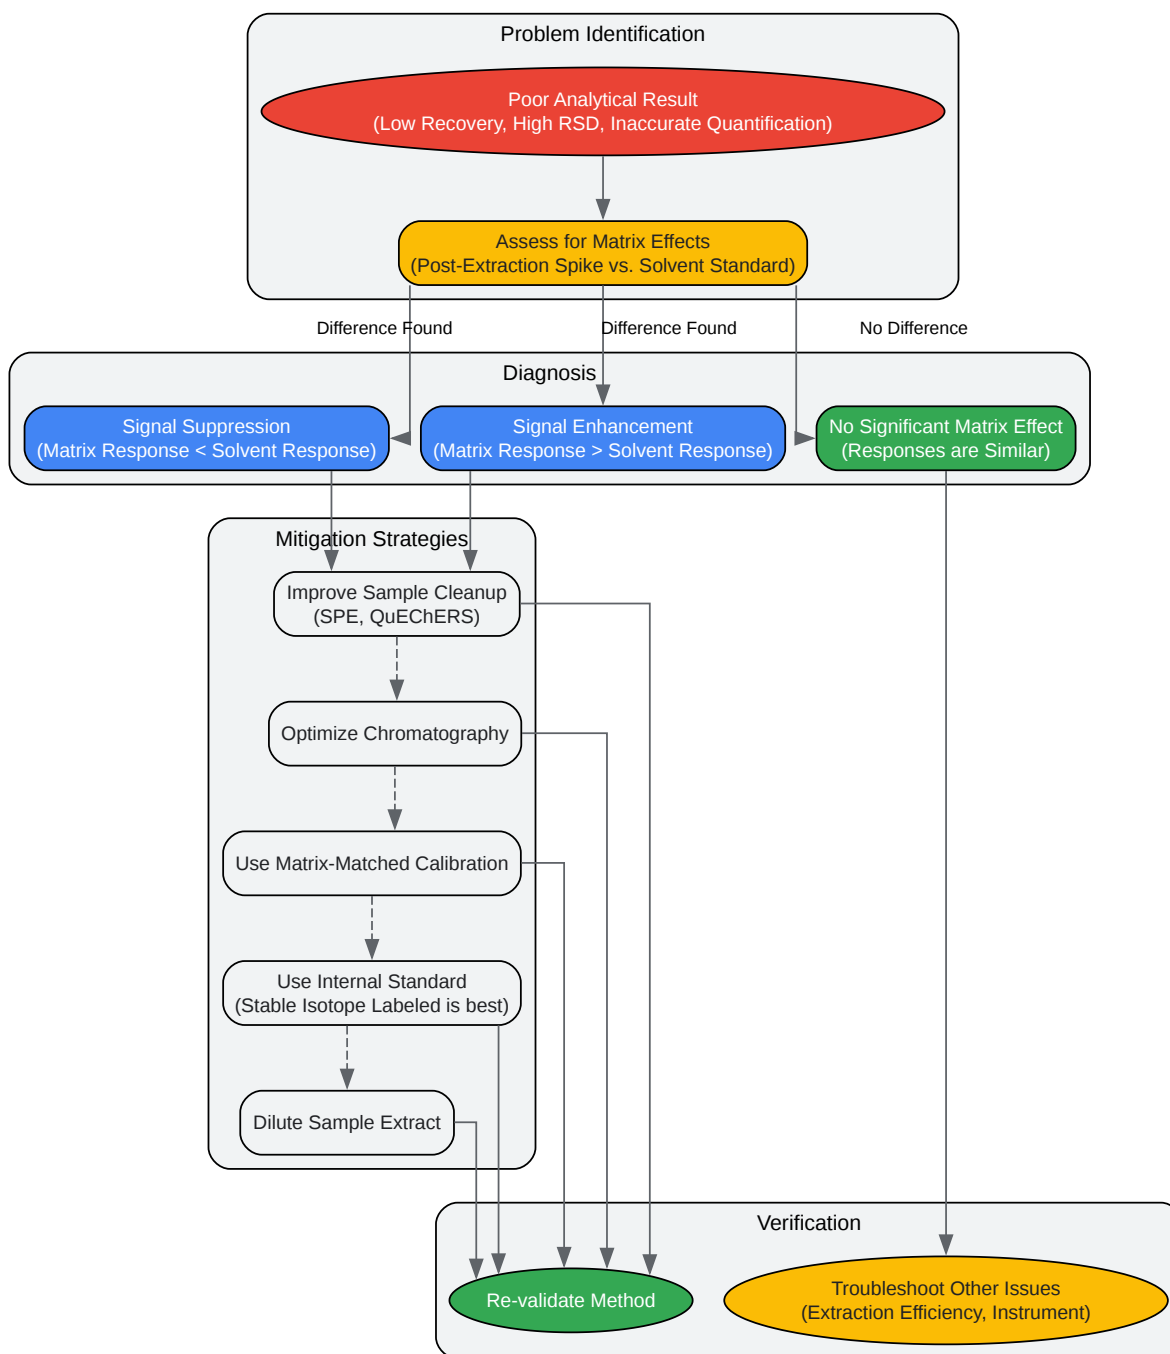 Problem Identification
Poor Analytical Result
(Low Recovery, High RSD, Inaccurate Quantification)
Assess for Matrix Effects
(Post-Extraction Spike vs. Solvent Standard)
Difference Found
Difference Found
No Difference
Diagnosis
Signal Suppression
(Matrix Response < Solvent Response)
Signal Enhancement
(Matrix Response > Solvent Response)
No Significant Matrix Effect
(Responses are Similar)
Mitigation Strategies
Improve Sample Cleanup
(SPE, QuEChERS)
Optimize Chromatography
Use Matrix-Matched Calibration
Use Internal Standard
(Stable Isotope Labeled is best)
Dilute Sample Extract
Verification
Re-validate Method
Troubleshoot Other Issues
(Extraction Efficiency, Instrument)